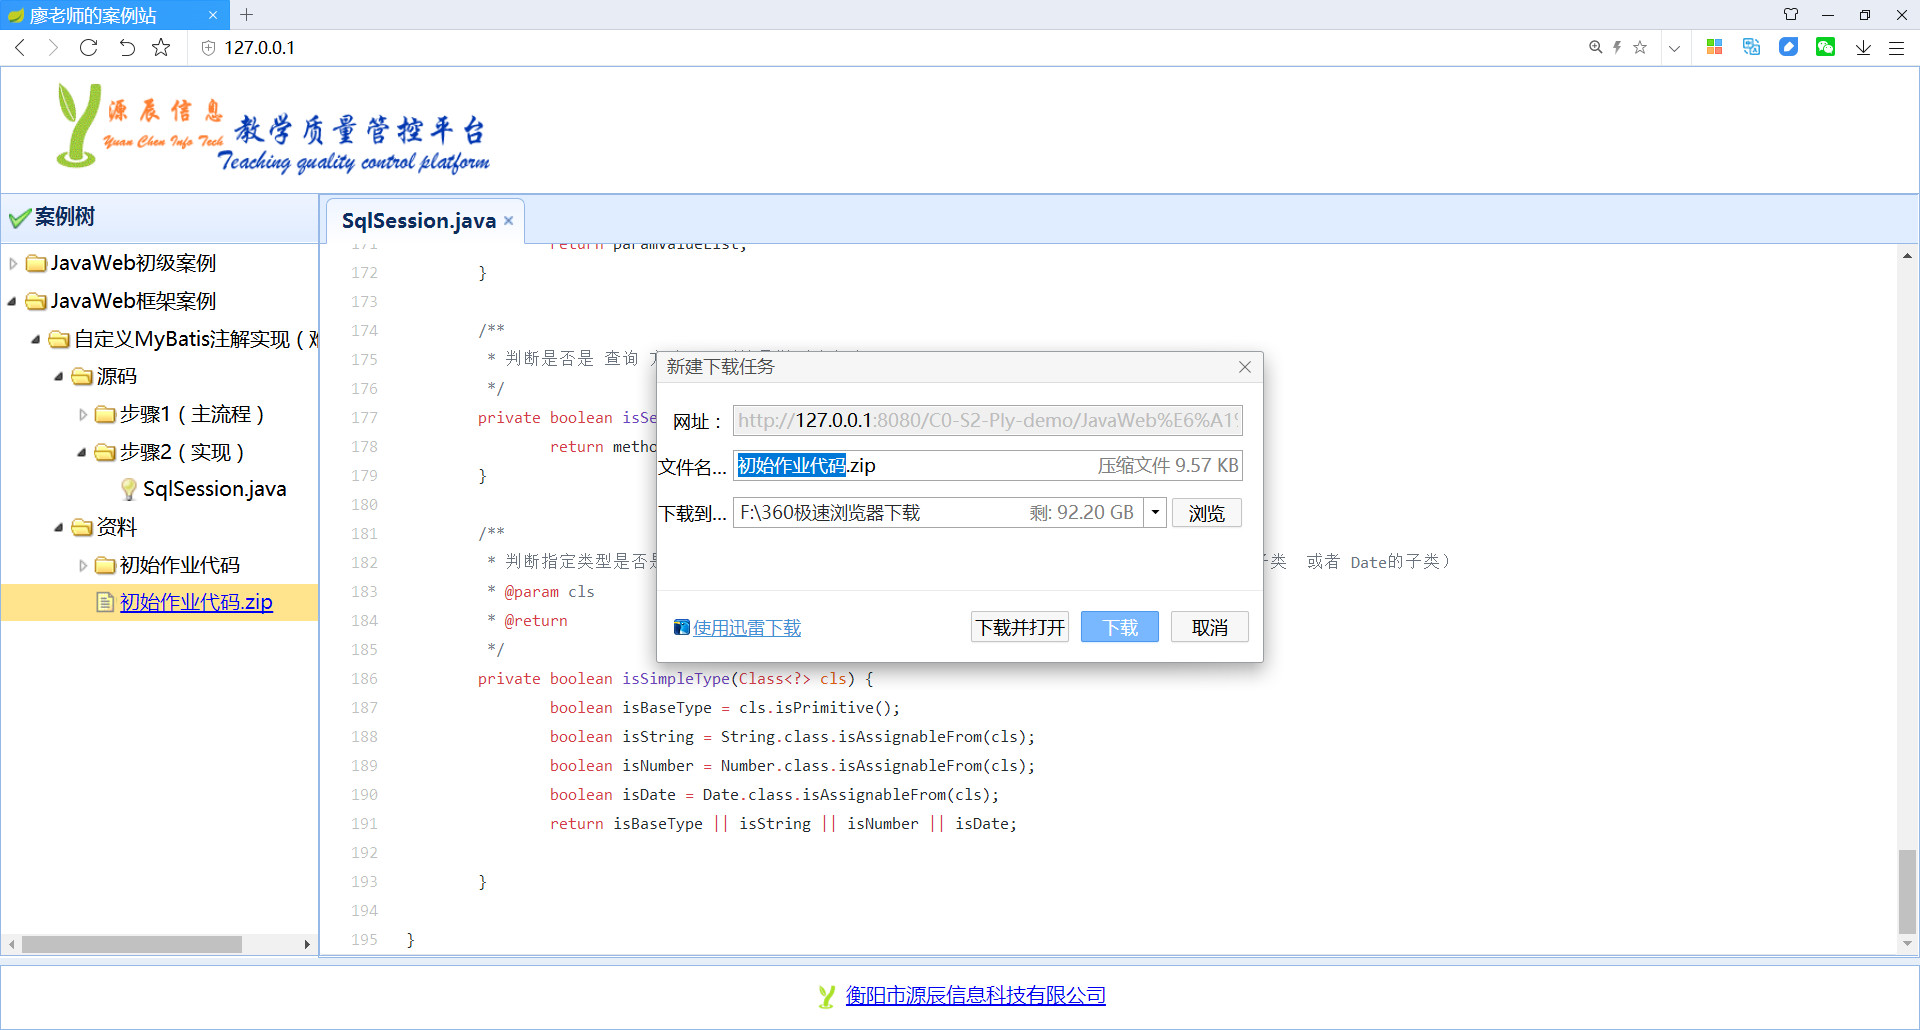 廖老师的案例站
127.0.0.1
源辰信息
Yuan Chen Info Tech
教学质量管控平台
Teaching quality control platform
案例树
JavaWeb初级案例
JavaWeb框架案例
自定义MyBatis注解实现（
源码
步骤1（主流程）
步骤2（实现）
SqlSession.java
资料
初始作业代码
初始作业代码.zip
SqlSession.java
171 return paramValueList;
172 }
173
174 /**
175 * 判断是否是 查询
176 */
177 private boolean isSe
178 return metho
179 }
180
181 /**
182 * 判断指定类型是否是 子类 或者 Date的子类）
183 * @param cls
184 * @return
185 */
186 private boolean isSimpleType(Class<?> cls) {
187 boolean isBaseType = cls.isPrimitive();
188 boolean isString = String.class.isAssignableFrom(cls);
189 boolean isNumber = Number.class.isAssignableFrom(cls);
190 boolean isDate = Date.class.isAssignableFrom(cls);
191 return isBaseType || isString || isNumber || isDate;
192
193 }
194
195 }
新建下载任务
网址： http://127.0.0.1:8080/C0-S2-Ply-demo/JavaWeb%E6%A1%
文件名... 初始作业代码.zip 压缩文件 9.57 KB
下载到... F:\360极速浏览器下载 剩: 92.20 GB 浏览
使用迅雷下载 下载并打开 下载 取消
衡阳市源辰信息科技有限公司